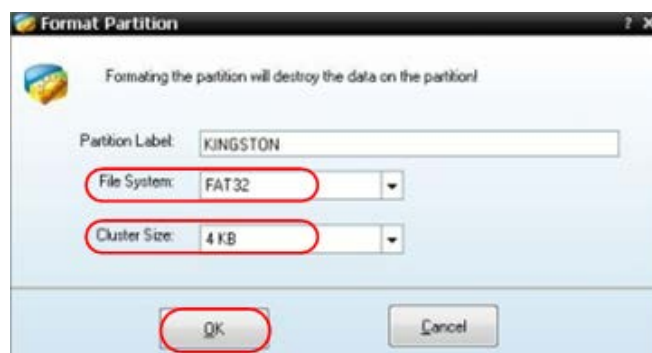 Format Partition ? X
Formating the partition will destroy the data on the partition!
Partition Label: KINGSTON
File System: FAT32
Cluster Size: 4 KB
OK Cancel